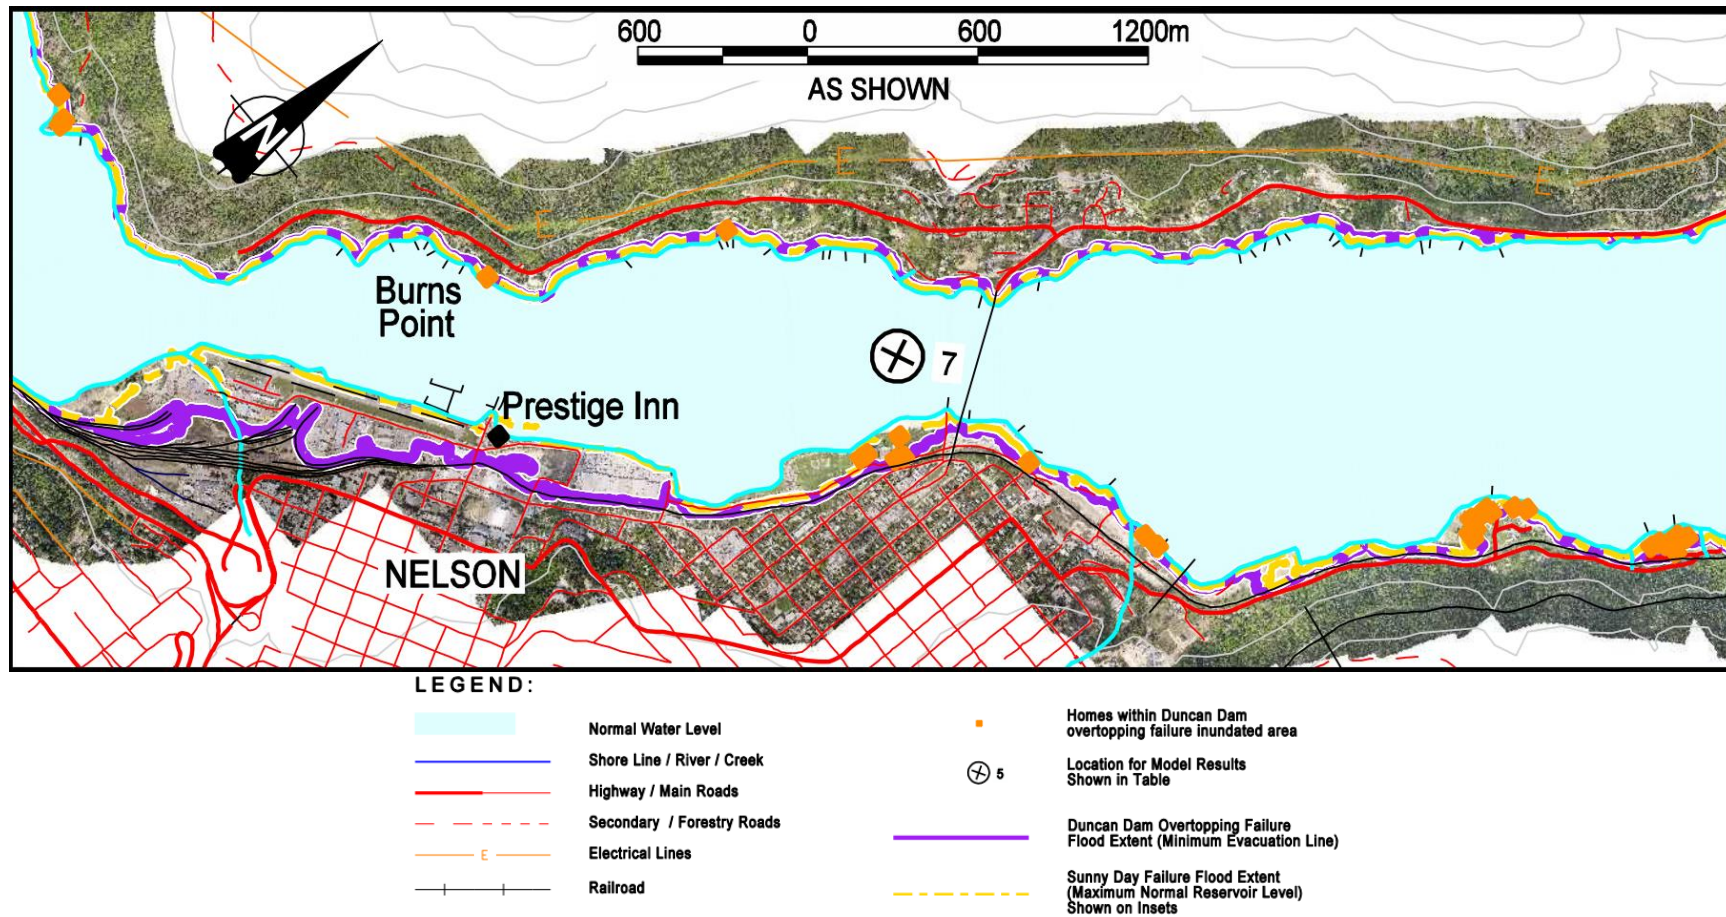 600 0 600 1200m
AS SHOWN
N
E
E
E
Burns
Point
7
Prestige Inn
NELSON
LEGEND:
Normal Water Level
Shore Line / River / Creek
Highway / Main Roads
Secondary / Forestry Roads
E
Electrical Lines
Railroad
Homes within Duncan Dam
overtopping failure inundated area
5
Location for Model Results
Shown in Table
Duncan Dam Overtopping Failure
Flood Extent (Minimum Evacuation Line)
Sunny Day Failure Flood Extent
(Maximum Normal Reservoir Level)
Shown on Insets